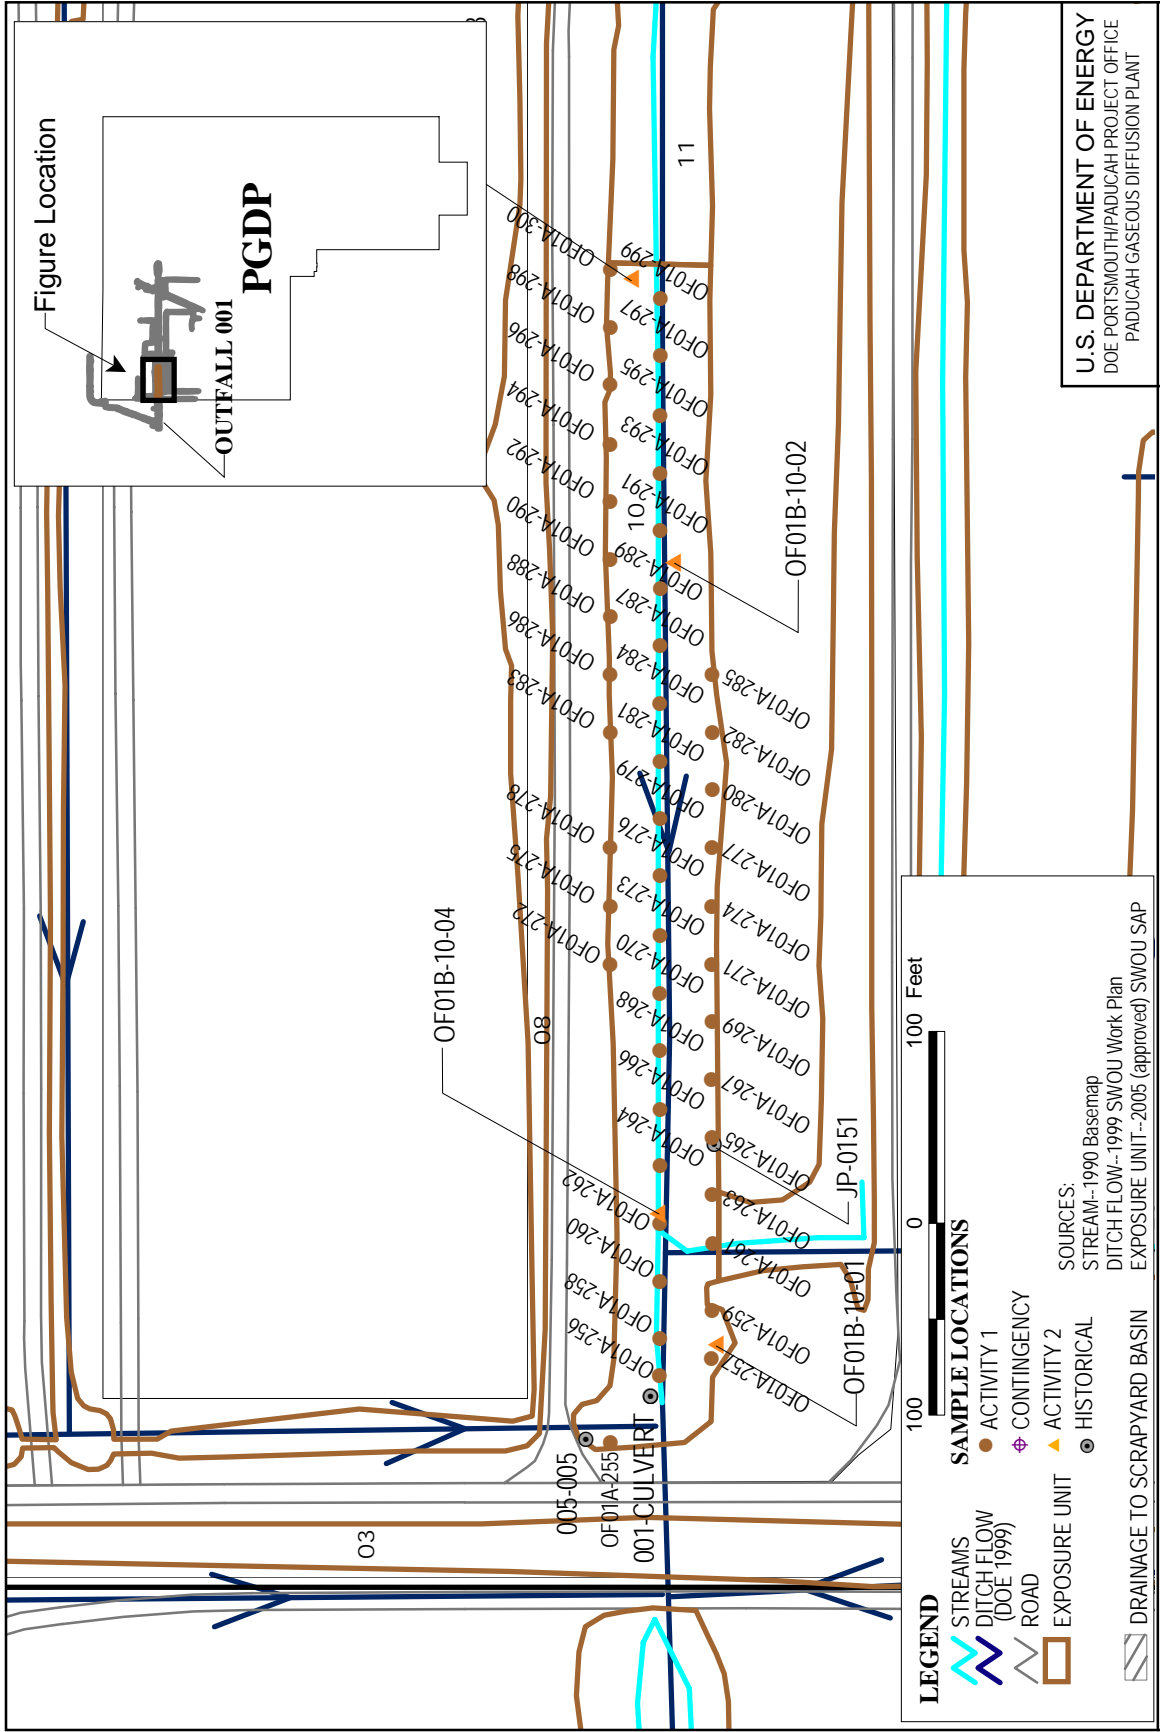 Figure Location
PGDP
OUTFALL 001
U.S. DEPARTMENT OF ENERGY
DOE PORTSMOUTH/PADUCAH PROJECT OFFICE
PADUCAH GASEOUS DIFFUSION PLANT
03
08
10
11
005-005
OF01A-255
001-CULVERT
OF01B-10-04
OF01B-10-02
OF01B-10-01
JP-0151
OF01A-272
OF01A-275
OF01A-278
OF01A-283
OF01A-286
OF01A-288
OF01A-290
OF01A-292
OF01A-294
OF01A-296
OF01A-298
OF01A-300
OF01A-256
OF01A-258
OF01A-260
OF01A-262
OF01A-264
OF01A-266
OF01A-268
OF01A-270
OF01A-273
OF01A-276
OF01A-279
OF01A-281
OF01A-284
OF01A-287
OF01A-289
OF01A-291
OF01A-293
OF01A-295
OF01A-297
OF01A-299
OF01A-257
OF01A-259
OF01A-261
OF01A-263
OF01A-265
OF01A-267
OF01A-269
OF01A-271
OF01A-274
OF01A-277
OF01A-280
OF01A-282
OF01A-285
100 0 100 Feet
LEGEND
STREAMS
DITCH FLOW
(DOE 1999)
ROAD
EXPOSURE UNIT
DRAINAGE TO SCRAPYARD BASIN
SAMPLE LOCATIONS
ACTIVITY 1
CONTINGENCY
ACTIVITY 2
HISTORICAL
SOURCES:
STREAM--1990 Basemap
DITCH FLOW--1999 SWOU Work Plan
EXPOSURE UNIT--2005 (approved) SWOU SAP